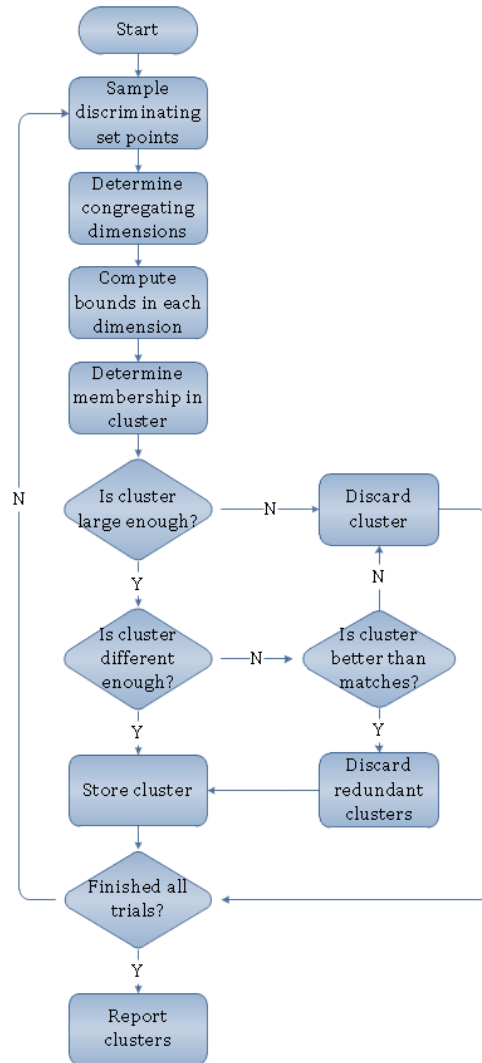 Start
Sample
discriminating
set points
Determine
congregating
dimensions
Compute
bounds in each
dimension
Determine
membership in
cluster
Is cluster
large enough?
N
Discard
cluster
N
Y
N
Is cluster
different
enough?
N
Is cluster
better than
matches?
Y
Y
Store cluster
Discard
redundant
clusters
Finished all
trials?
Y
Report
clusters